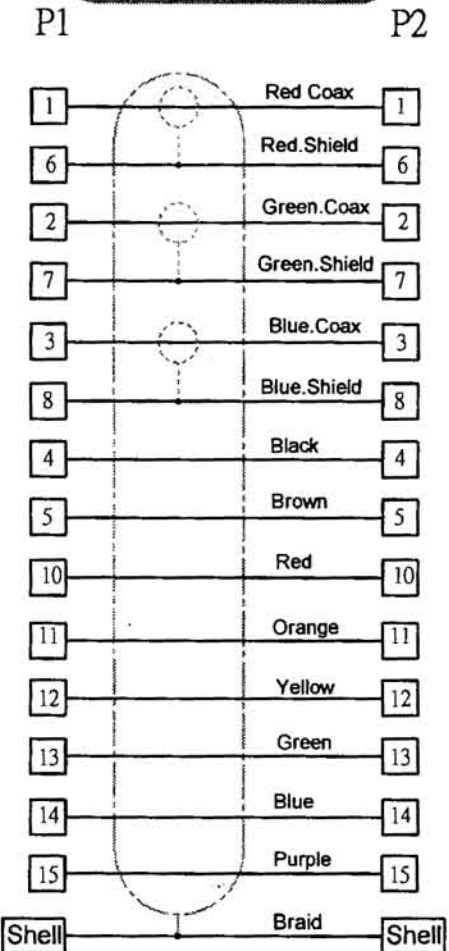 P1 P2
1 Red Coax 1
6 Red.Shield 6
2 Green.Coax 2
7 Green.Shield 7
3 Blue.Coax 3
8 Blue.Shield 8
4 Black 4
5 Brown 5
10 Red 10
11 Orange 11
12 Yellow 12
13 Green 13
14 Blue 14
15 Purple 15
Shell Braid Shell